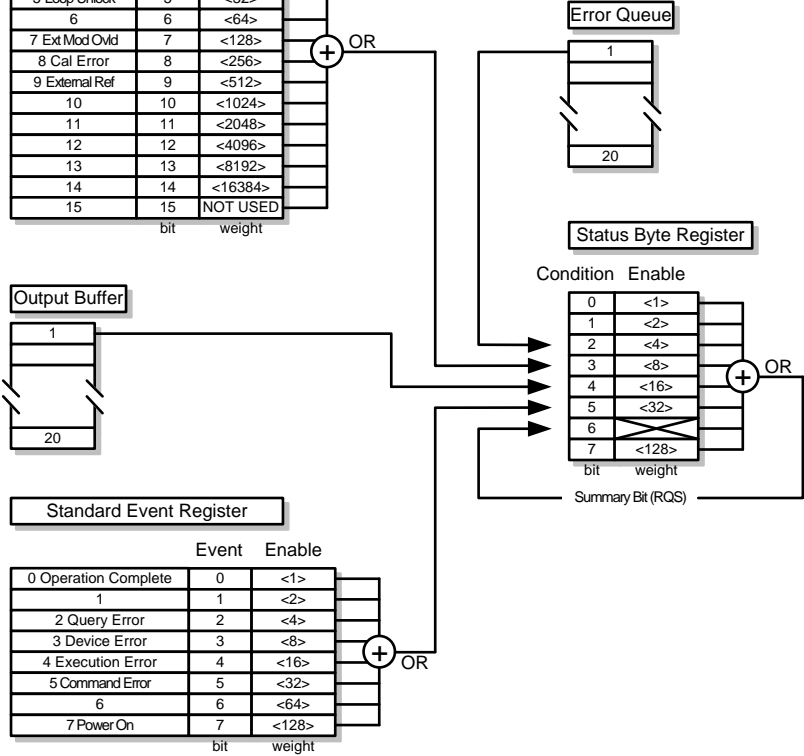 5 Loop Unlock 5 <32>
6 6 <64>
7 Ext Mod Ovld 7 <128>
8 Cal Error 8 <256>
9 External Ref 9 <512>
10 10 <1024>
11 11 <2048>
12 12 <4096>
13 13 <8192>
14 14 <16384>
15 15 NOT USED
bit weight
+ OR
Error Queue
1
20
Output Buffer
1
20
Status Byte Register
Condition Enable
0 <1>
1 <2>
2 <4>
3 <8>
4 <16>
5 <32>
6
7 <128>
bit weight
+ OR
Summary Bit (RQS)
Standard Event Register
Event Enable
0 Operation Complete 0 <1>
1 1 <2>
2 Query Error 2 <4>
3 Device Error 3 <8>
4 Execution Error 4 <16>
5 Command Error 5 <32>
6 6 <64>
7 Power On 7 <128>
bit weight
+ OR